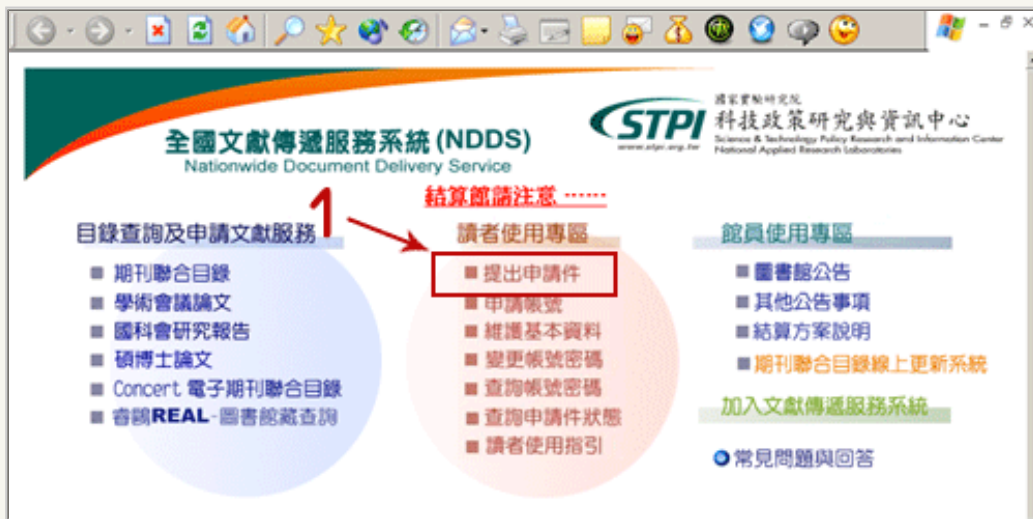 全國文獻傳遞服務系統 (NDDS)
Nationwide Document Delivery Service
STPI
www.stpi.org.tw
國家實驗研究院
科技政策研究與資訊中心
Science & Technology Policy Research and Information Center
National Applied Research Laboratories
結算館請注意 ······
1
目錄查詢及申請文獻服務
期刊聯合目錄
學術會議論文
國科會研究報告
碩博士論文
Concert 電子期刊聯合目錄
睿鷗REAL-圖書館藏查詢
讀者使用專區
提出申請件
申請帳號
維護基本資料
變更帳號密碼
查詢帳號密碼
查詢申請件狀態
讀者使用指引
館員使用專區
圖書館公告
其他公告事項
結算方案說明
期刊聯合目錄線上更新系統
加入文獻傳遞服務系統
常見問題與回答